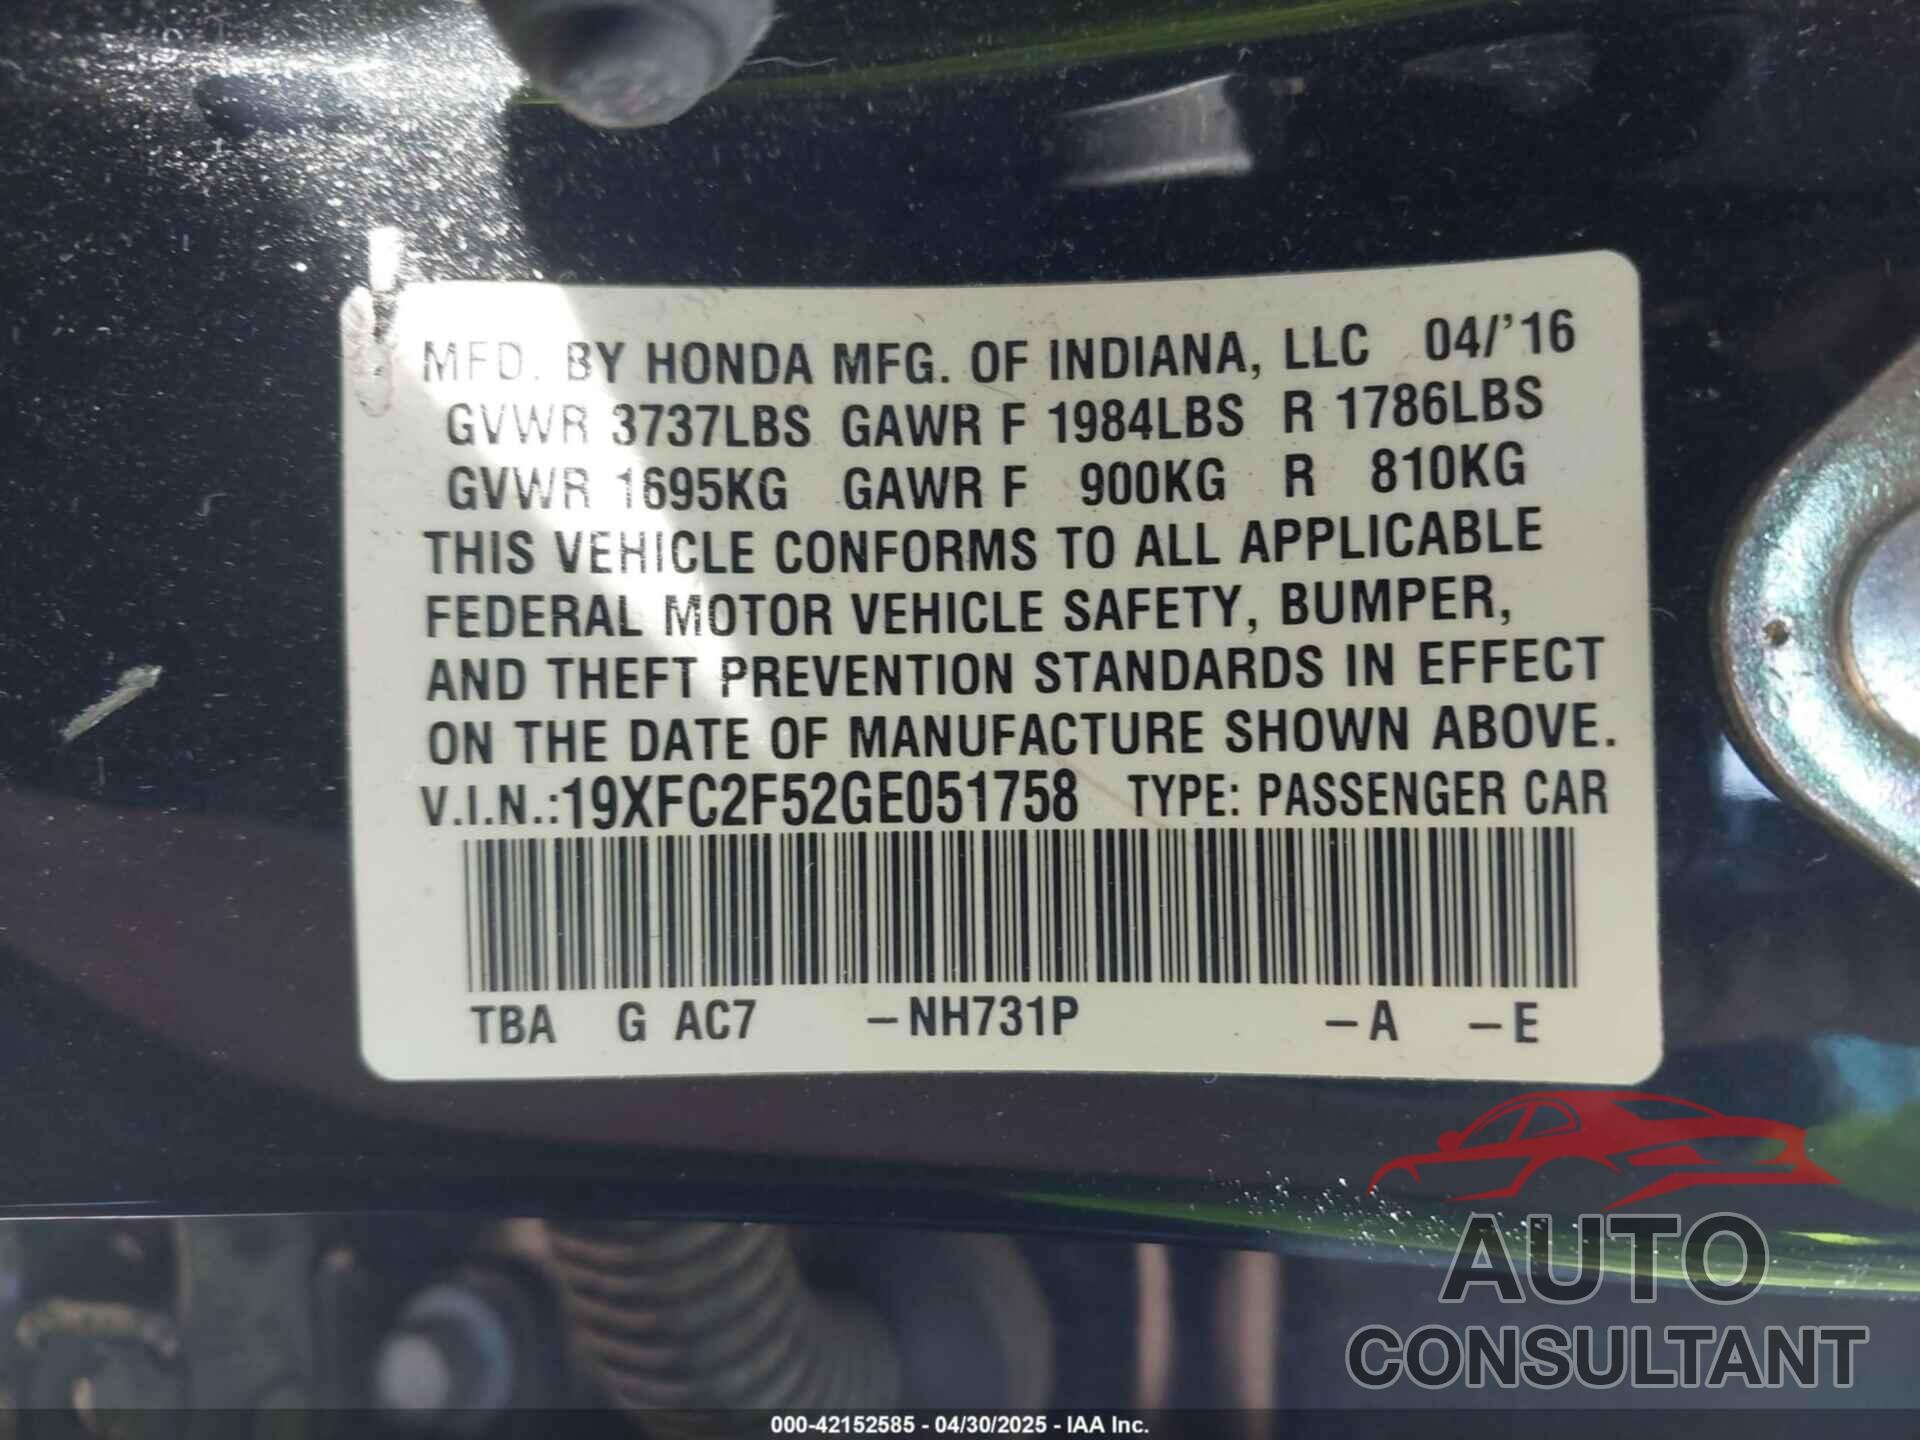 MFD. BY HONDA MFG. OF INDIANA, LLC 04/'16
GVWR 3737LBS GAWR F 1984LBS R 1786LBS
GVWR 1695KG GAWR F 900KG R 810KG
THIS VEHICLE CONFORMS TO ALL APPLICABLE
FEDERAL MOTOR VEHICLE SAFETY, BUMPER,
AND THEFT PREVENTION STANDARDS IN EFFECT
ON THE DATE OF MANUFACTURE SHOWN ABOVE.
V.I.N.:19XFC2F52GE051758 TYPE: PASSENGER CAR
TBA G AC7 –NH731P –A –E
AUTO
CONSULTANT
000-42152585 - 04/30/2025 - IAA Inc.